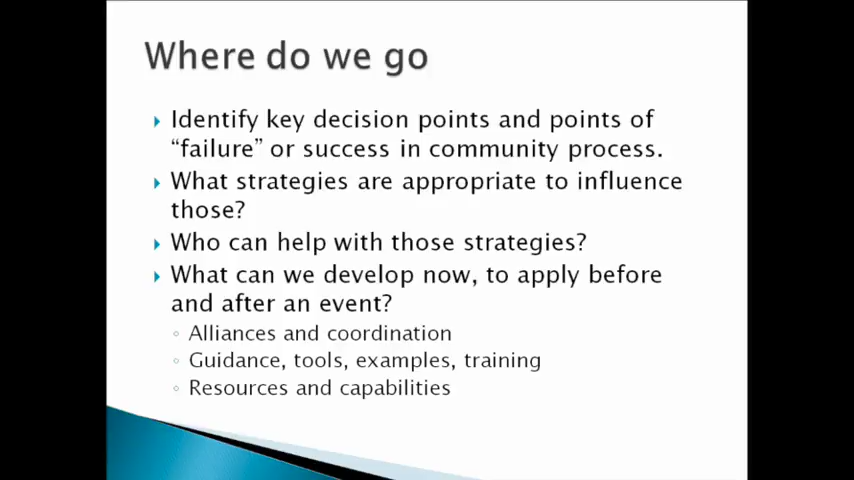 Where do we go
Identify key decision points and points of
“failure” or success in community process.
What strategies are appropriate to influence
those?
Who can help with those strategies?
What can we develop now, to apply before
and after an event?
Alliances and coordination
Guidance, tools, examples, training
Resources and capabilities